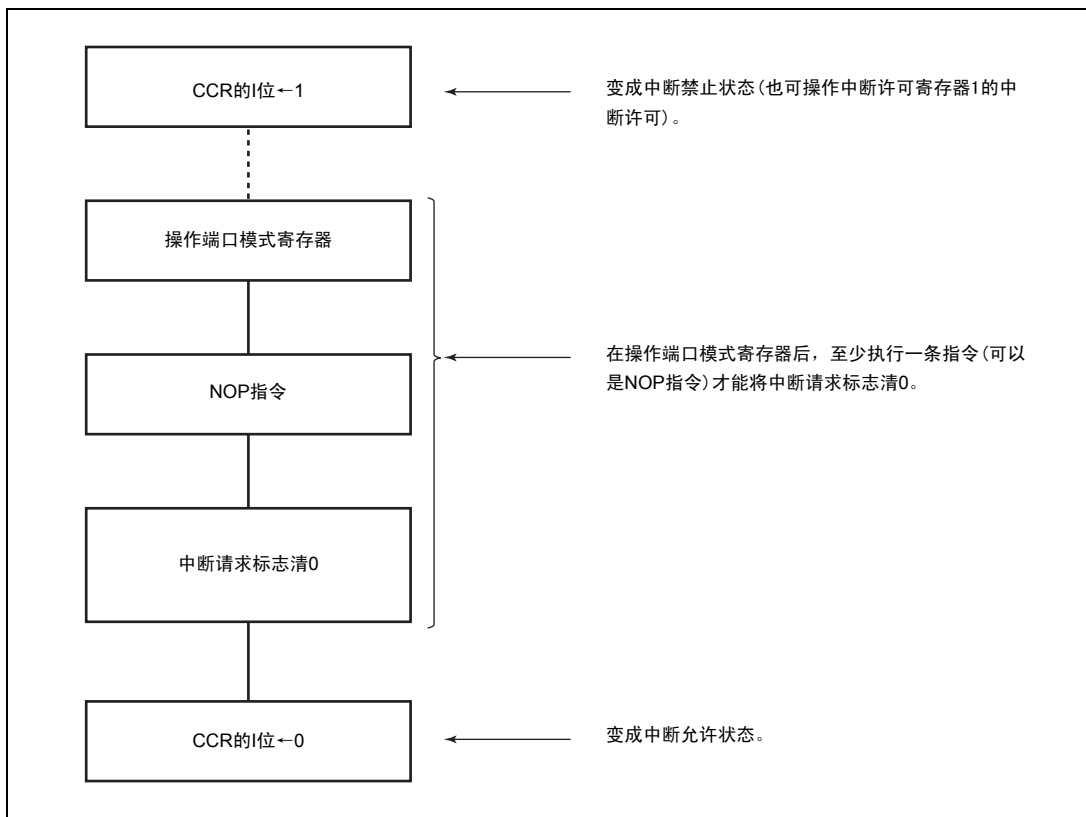 CCR的I位←1
变成中断禁止状态(也可操作中断许可寄存器1的中
断许可)。
操作端口模式寄存器
NOP指令
在操作端口模式寄存器后，至少执行一条指令(可以
是NOP指令)才能将中断请求标志清0。
中断请求标志清0
CCR的I位←0
变成中断允许状态。